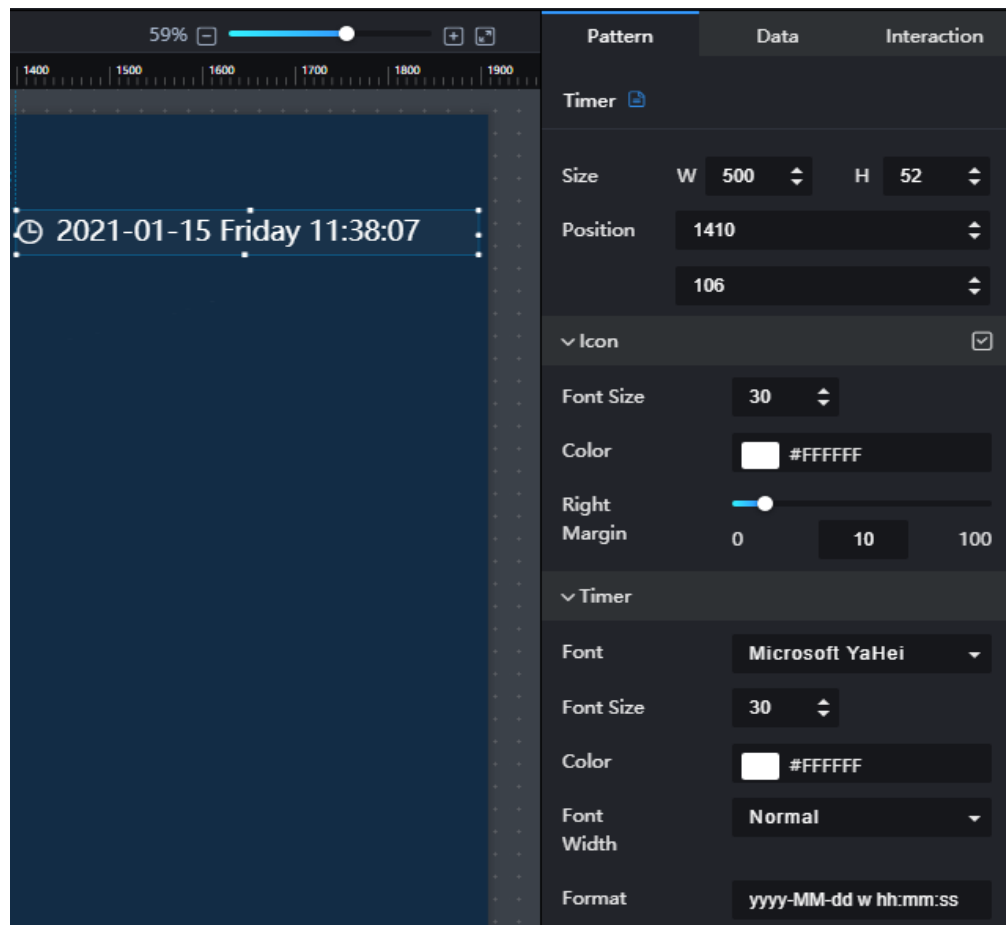 59%
Pattern Data Interaction
1400 1500 1600 1700 1800 1900
Timer
Size W 500 H 52
2021-01-15 Friday 11:38:07
Position 1410
106
Icon
Font Size 30
Color #FFFFFF
Right
Margin
0 10 100
Timer
Font Microsoft YaHei
Font Size 30
Color #FFFFFF
Font
Width
Normal
Format yyyy-MM-dd w hh:mm:ss